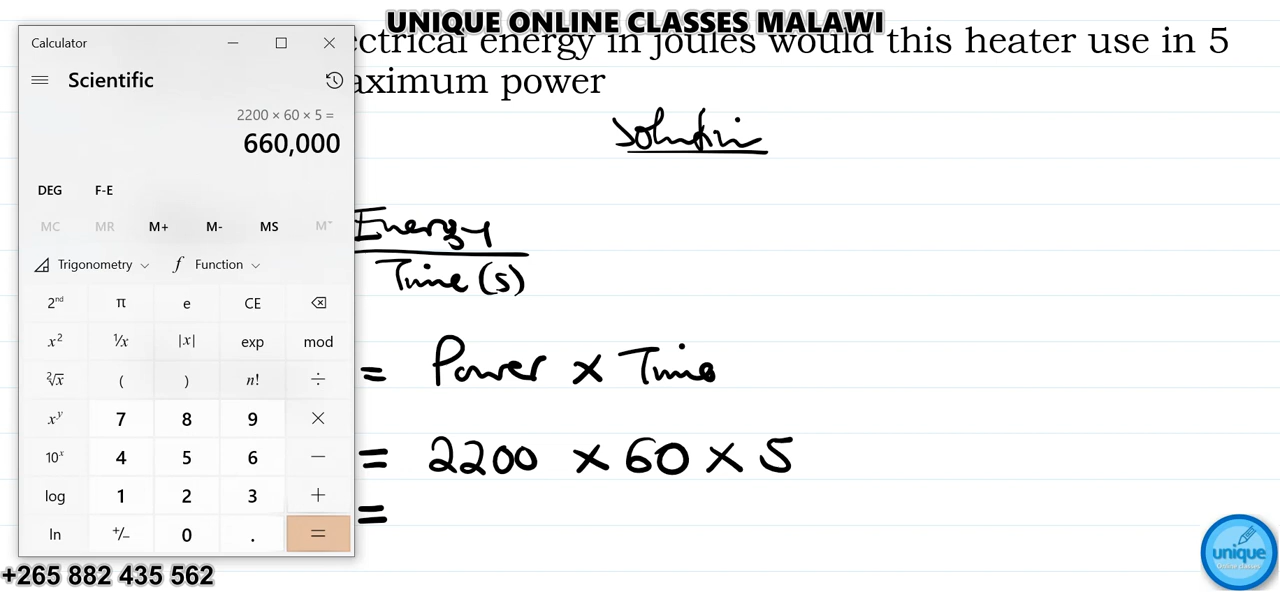 UNIQUE ONLINE CLASSES MALAWI
ectrical energy in joules would this heater use in 5
aximum power
Solution
Energy
Time (s)
= Power × Time
= 2200 × 60 × 5
=
Calculator
Scientific
2200 × 60 × 5 =
660,000
DEG F-E
MC MR M+ M- MS M˅
Trigonometry f Function
2nd π e CE
x² ¹/x |x| exp mod
²√x ( ) n! ÷
xʸ 7 8 9 ×
10ˣ 4 5 6 −
log 1 2 3 +
ln +/− 0 . =
+265 882 435 562
unique
Online classes